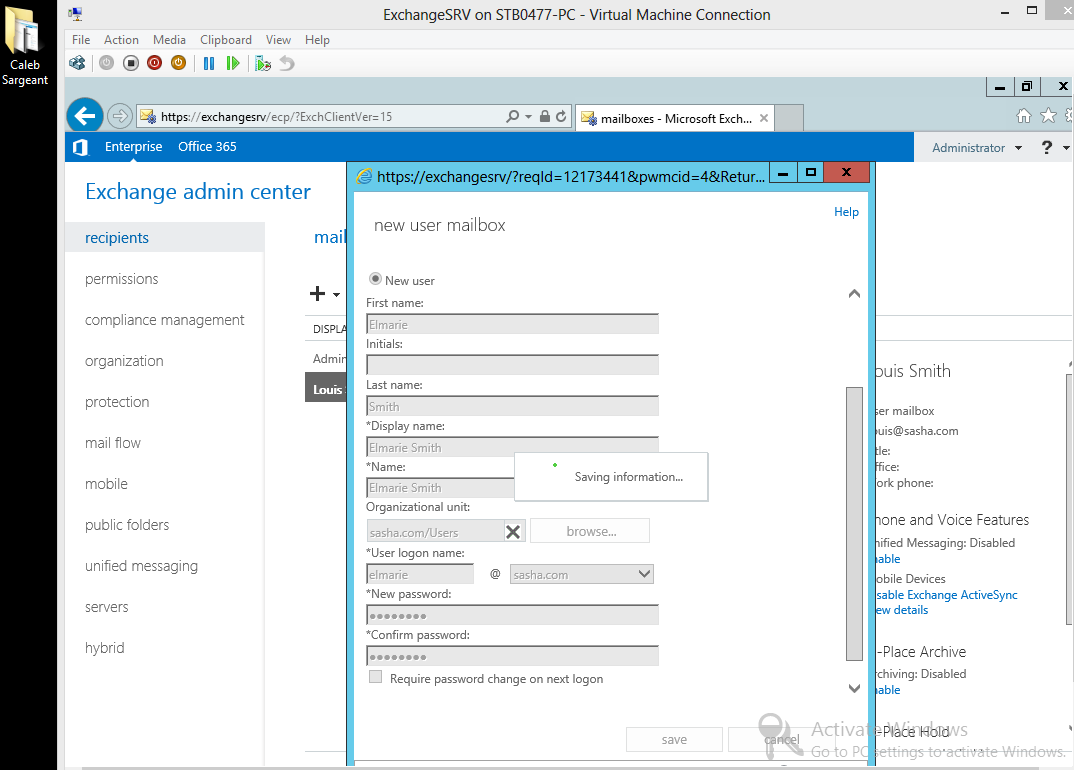 Caleb
Sargeant
ExchangeSRV on STB0477-PC - Virtual Machine Connection
File Action Media Clipboard View Help
https://exchangesrv/ecp/?ExchClientVer=15
mailboxes - Microsoft Exch...
Enterprise Office 365
Administrator ?
Exchange admin center
recipients
permissions
compliance management
organization
protection
mail flow
mobile
public folders
unified messaging
servers
hybrid
mail
DISPLA
Admin
Louis
https://exchangesrv/?reqId=12173441&pwmcid=4&Retur...
Help
new user mailbox
New user
First name:
Elmarie
Initials:
Last name:
Smith
*Display name:
Elmarie Smith
*Name:
Elmarie Smith
Saving information...
Organizational unit:
sasha.com/Users
browse...
*User logon name:
elmarie @ sasha.com
*New password:
*Confirm password:
Require password change on next logon
save cancel
ouis Smith
ser mailbox
ouis@sasha.com
tle:
ffice:
ork phone:
hone and Voice Features
nified Messaging: Disabled
nable
obile Devices
sable Exchange ActiveSync
ew details
-Place Archive
rchiving: Disabled
nable
-Place Hold
Activate Windows
Go to PC settings to activate Windows.